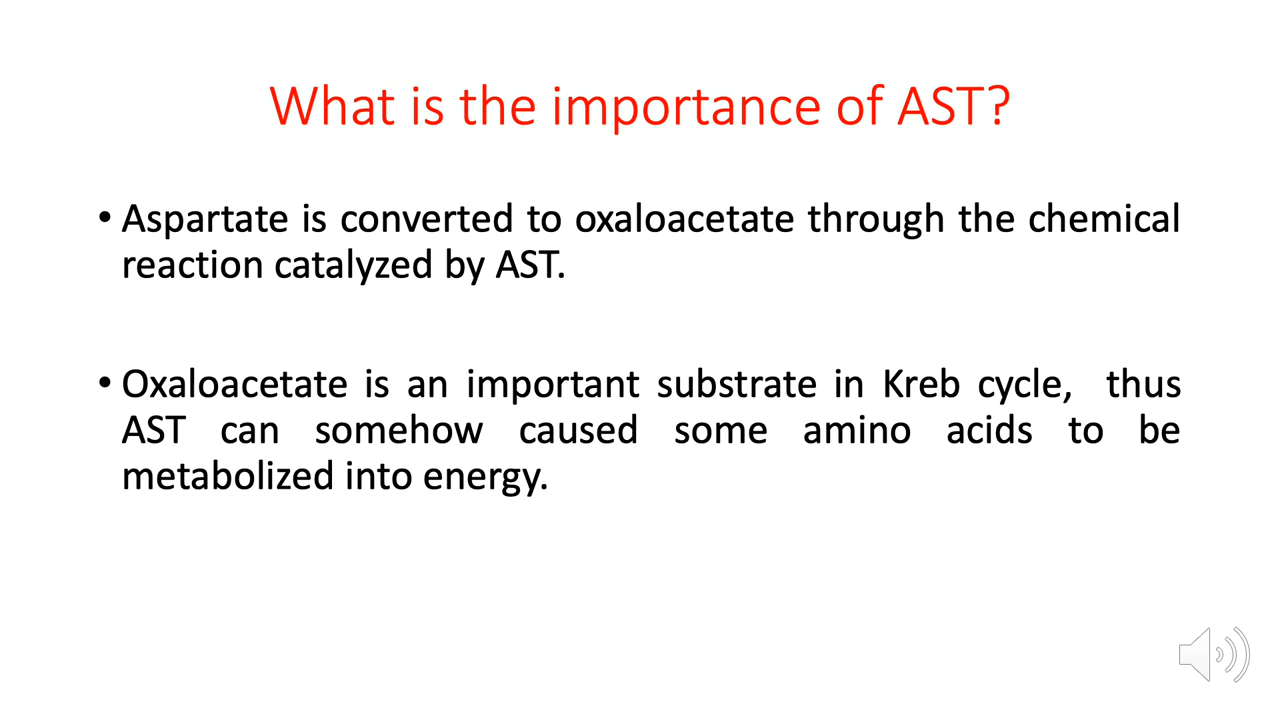 What is the importance of AST?
• Aspartate is converted to oxaloacetate through the chemical
reaction catalyzed by AST.
• Oxaloacetate is an important substrate in Kreb cycle, thus
AST can somehow caused some amino acids to be
metabolized into energy.